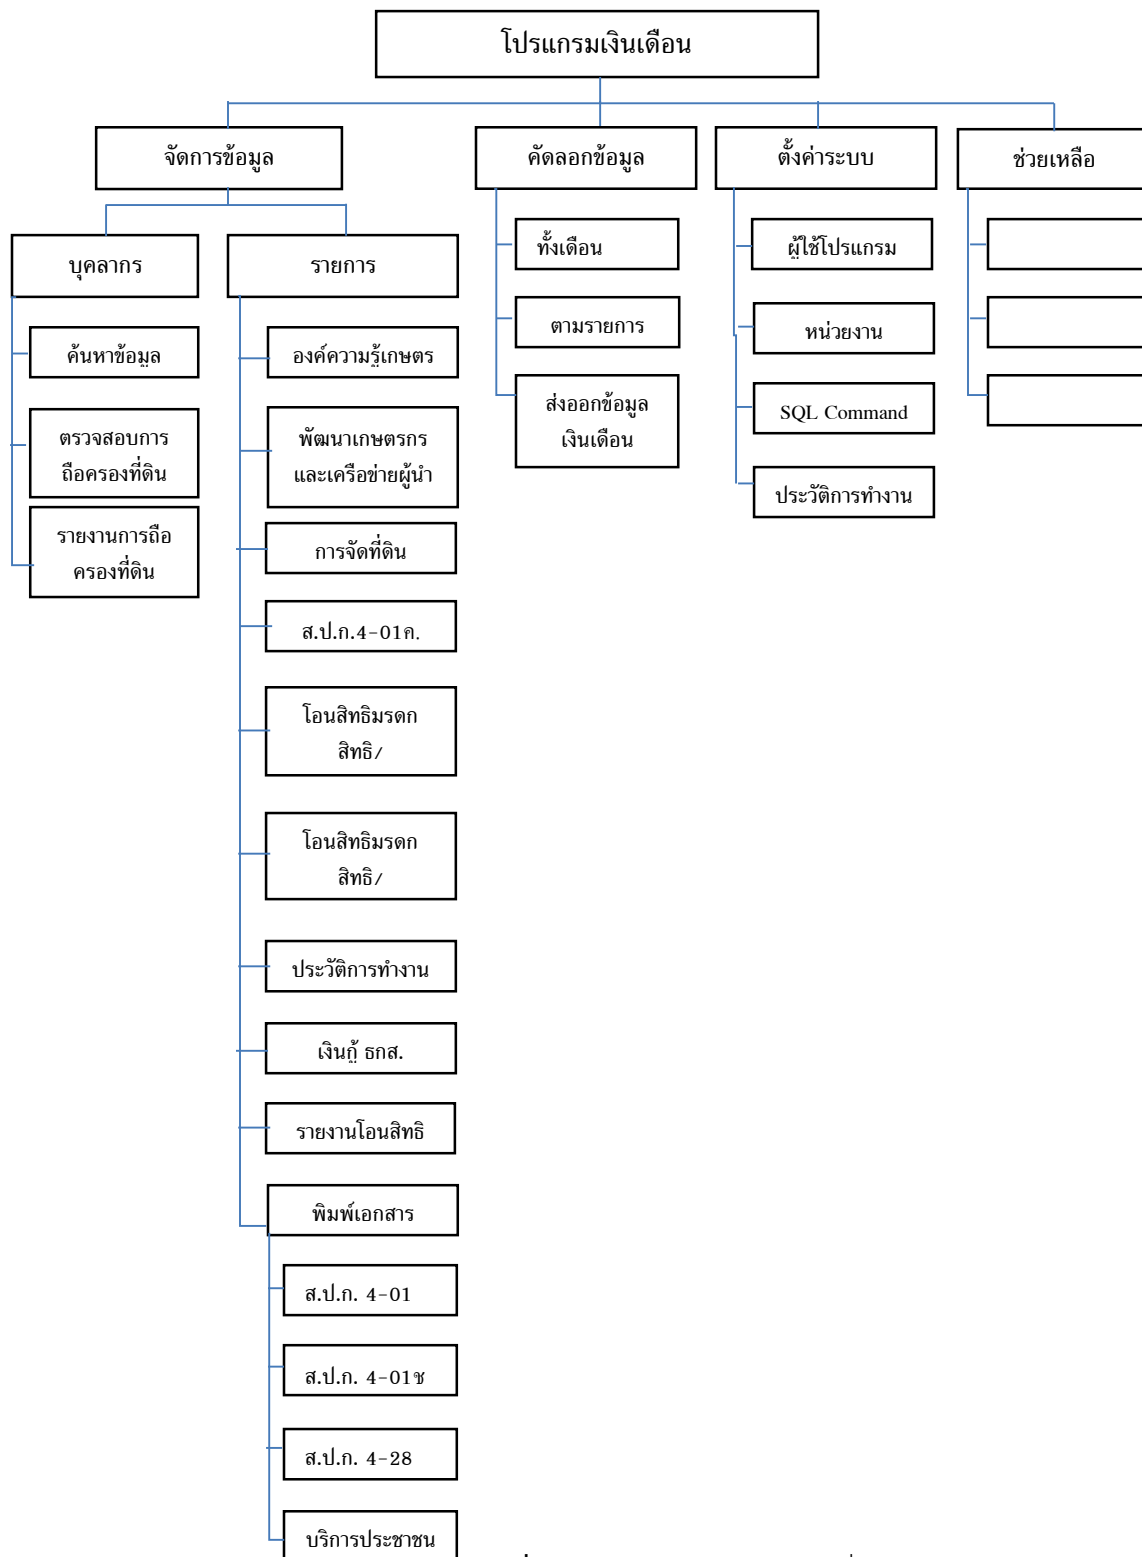 โปรแกรมเงินเดือน
จัดการข้อมูล
คัดลอกข้อมูล
ตั้งค่าระบบ
ช่วยเหลือ
บุคลากร
รายการ
ค้นหาข้อมูล
ตรวจสอบการ
ถือครองที่ดิน
รายงานการถือ
ครองที่ดิน
องค์ความรู้เกษตร
พัฒนาเกษตรกร
และเครือข่ายผู้นำ
การจัดที่ดิน
ส.ป.ก.4-01ค.
โอนสิทธิมรดก
สิทธิ/
โอนสิทธิมรดก
สิทธิ/
ประวัติการทำงาน
เงินกู้ ธกส.
รายงานโอนสิทธิ
พิมพ์เอกสาร
ส.ป.ก. 4-01
ส.ป.ก. 4-01ช
ส.ป.ก. 4-28
บริการประชาชน
ทั้งเดือน
ตามรายการ
ส่งออกข้อมูล
เงินเดือน
ผู้ใช้โปรแกรม
หน่วยงาน
SQL Command
ประวัติการทำงาน